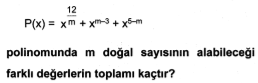 P(x) = x^{12/m} + x^{m–3} + x^{5–m}
polinomunda m doğal sayısının alabileceği
farklı değerlerin toplamı kaçtır?